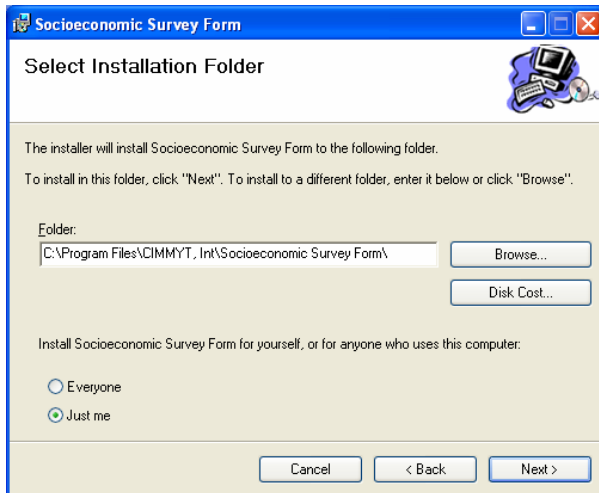 Socioeconomic Survey Form
Select Installation Folder
The installer will install Socioeconomic Survey Form to the following folder.
To install in this folder, click "Next". To install to a different folder, enter it below or click "Browse".
Folder:
C:\Program Files\CIMMYT, Int\Socioeconomic Survey Form\
Browse...
Disk Cost...
Install Socioeconomic Survey Form for yourself, or for anyone who uses this computer:
Everyone
Just me
Cancel
< Back
Next >